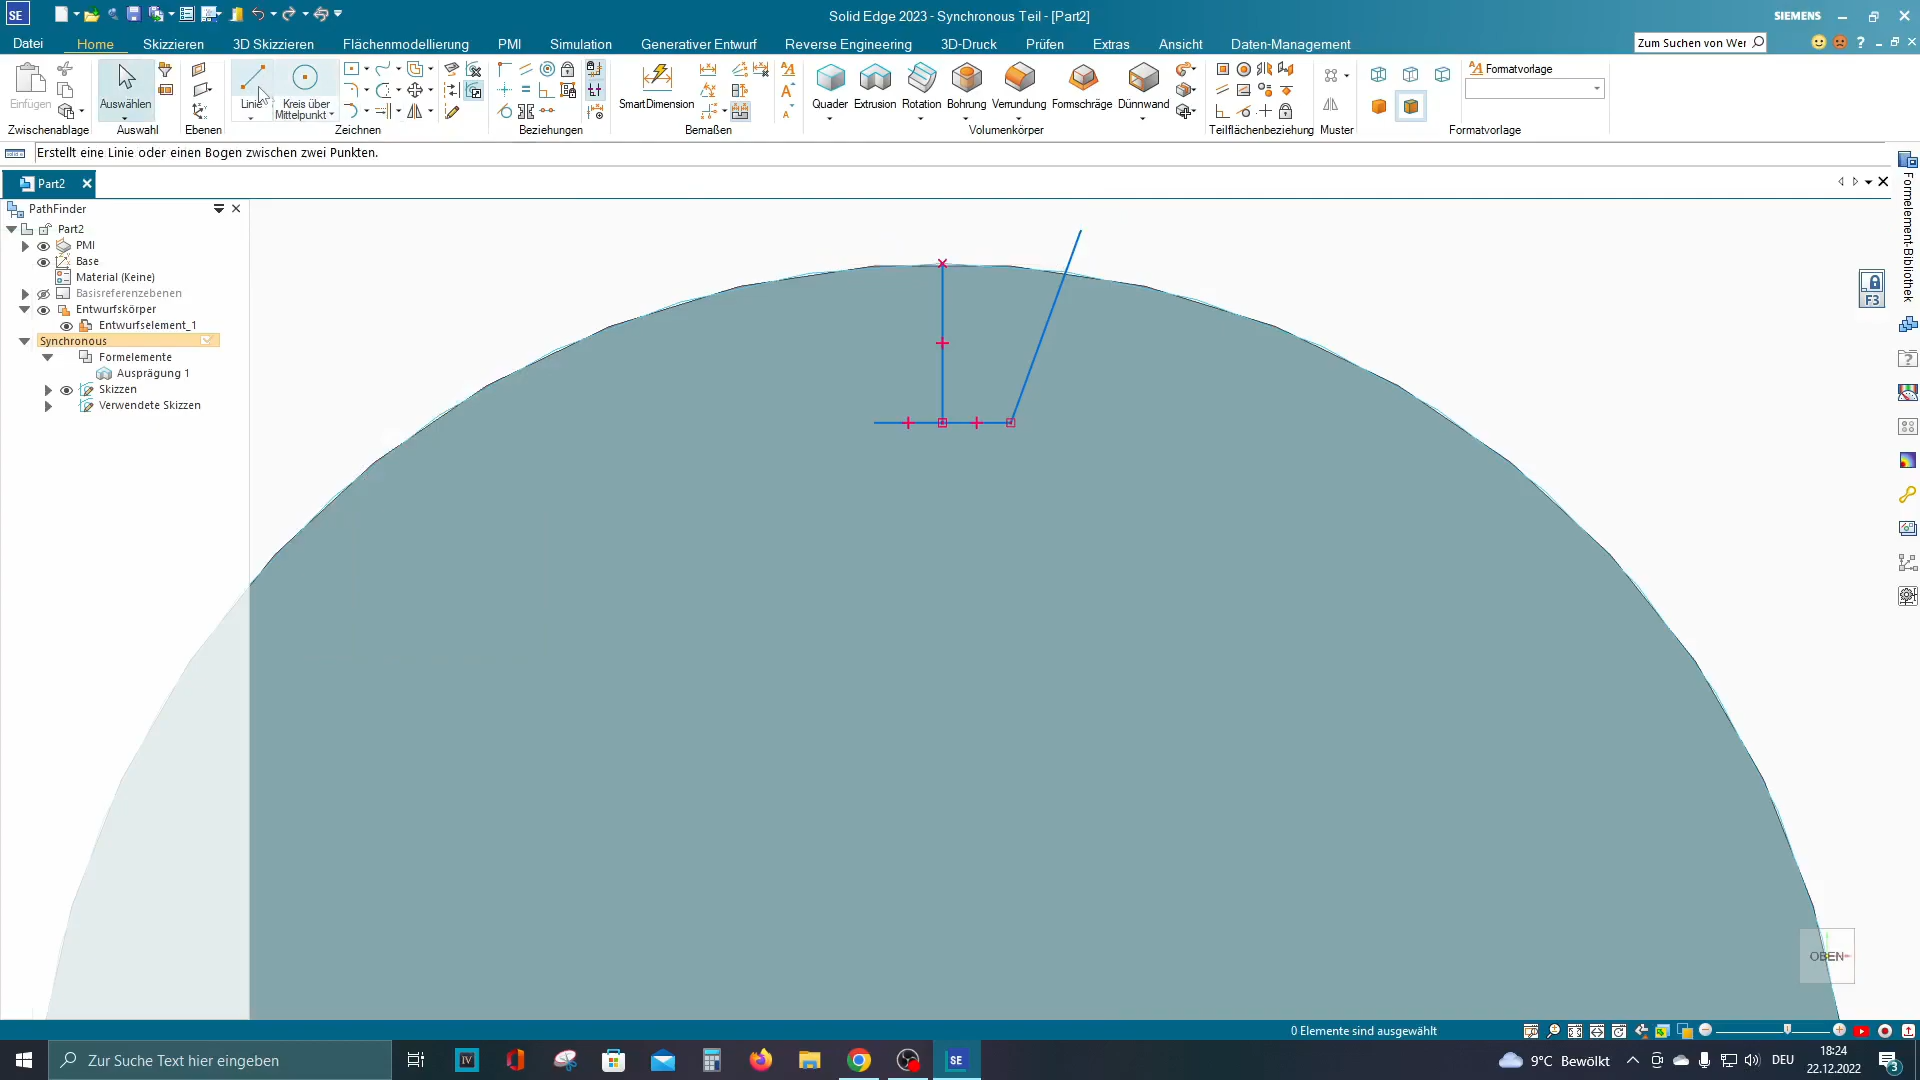 SE
Solid Edge 2023 - Synchronous Teil - [Part2]
SIEMENS
Datei
Home
Skizzieren
3D Skizzieren
Flächenmodellierung
PMI
Simulation
Generativer Entwurf
Reverse Engineering
3D-Druck
Prüfen
Extras
Ansicht
Daten-Management
Zum Suchen von Wer
Einfügen
Auswählen
Linie
Kreis über
Mittelpunkt
SmartDimension
Quader
Extrusion
Rotation
Bohrung
Verrundung
Formschräge
Dünnwand
Formatvorlage
Zwischenablage
Auswahl
Ebenen
Zeichnen
Beziehungen
Bemaßen
Volumenkörper
Teilflächenbeziehung
Muster
Formatvorlage
Erstellt eine Linie oder einen Bogen zwischen zwei Punkten.
Part2
PathFinder
Part2
PMI
Base
Material (Keine)
Basisreferenzebenen
Entwurfskörper
Entwurfselement_1
Synchronous
Formelemente
Ausprägung 1
Skizzen
Verwendete Skizzen
Formelement-Bibliothek
F3
OBEN
0 Elemente sind ausgewählt
Zur Suche Text hier eingeben
IV
SE
9°C Bewölkt
DEU
18:24
22.12.2022
3